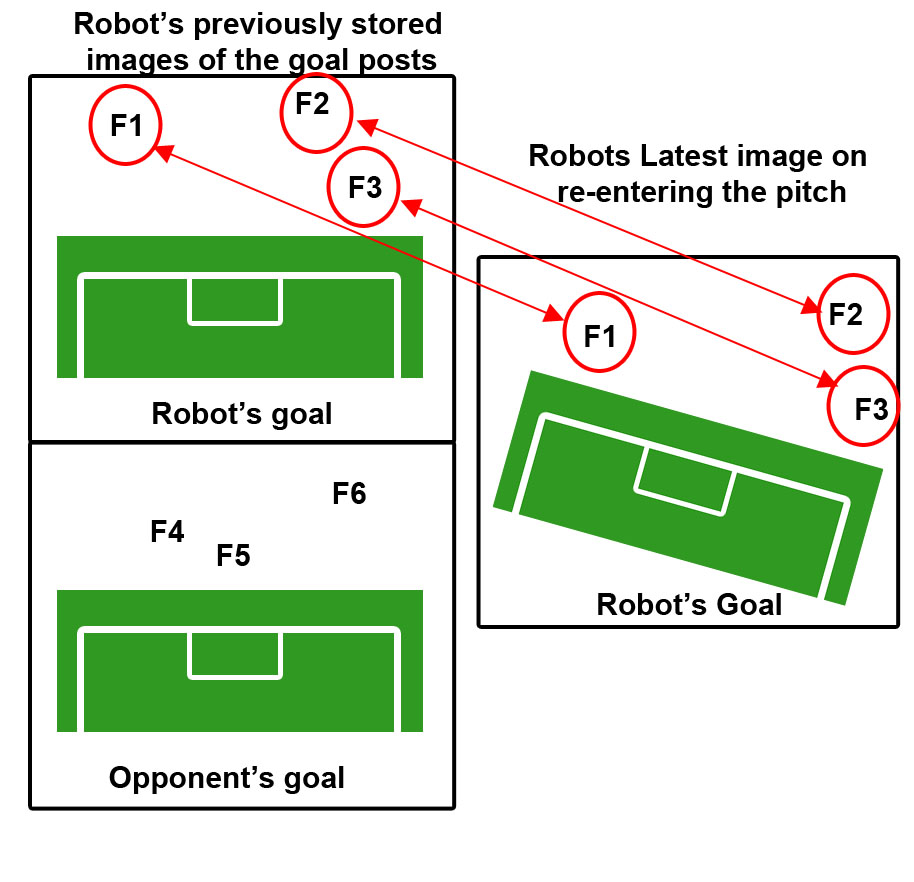 Robot's previously stored
images of the goal posts
F1
F2
F3
Robot's goal
F6
F4
F5
Opponent's goal
Robots Latest image on
re-entering the pitch
F2
F1
F3
Robot's Goal